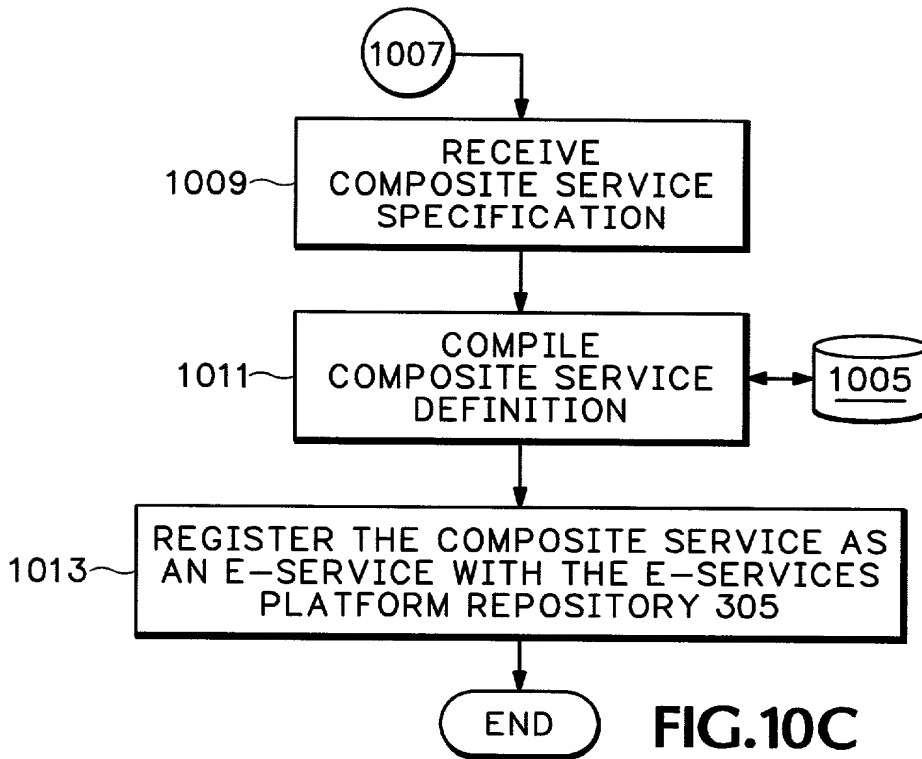 1007
RECEIVE
COMPOSITE SERVICE
SPECIFICATION
1009
COMPILE
COMPOSITE SERVICE
DEFINITION
1011
1005
REGISTER THE COMPOSITE SERVICE AS
AN E-SERVICE WITH THE E-SERVICES
PLATFORM REPOSITORY 305
1013
END
FIG.10C